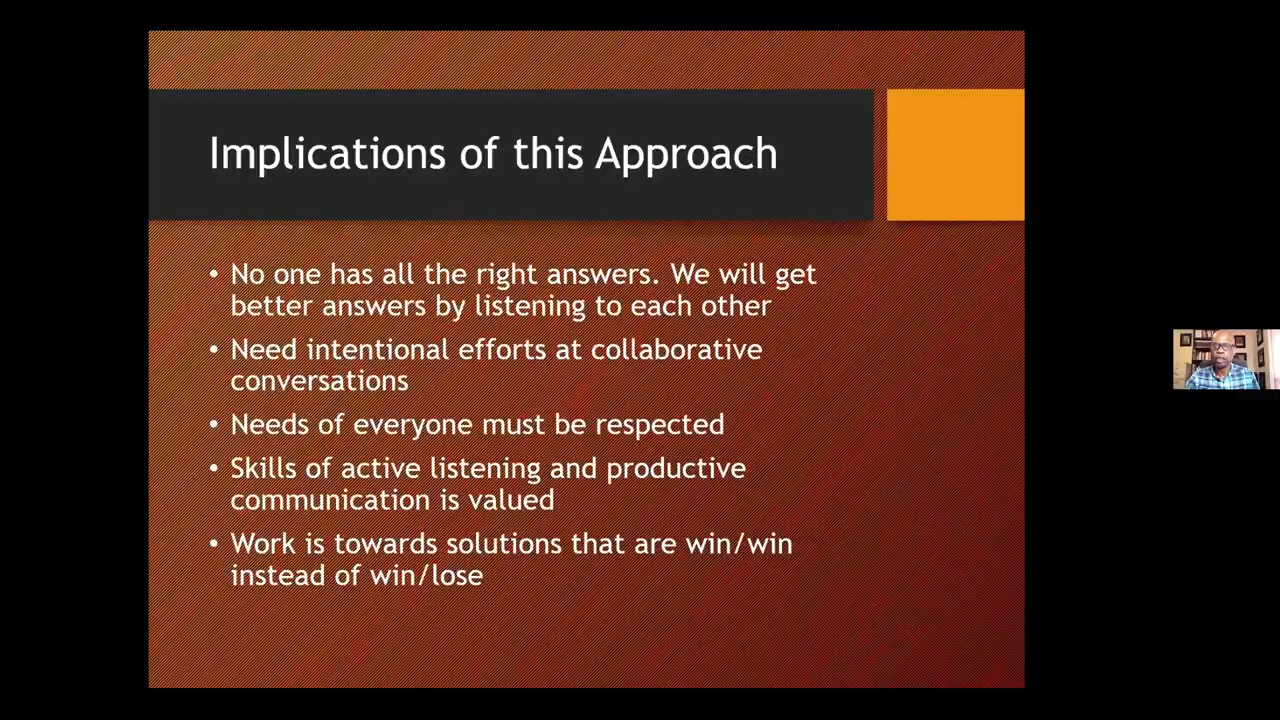 Implications of this Approach
• No one has all the right answers. We will get
better answers by listening to each other
• Need intentional efforts at collaborative
conversations
• Needs of everyone must be respected
• Skills of active listening and productive
communication is valued
• Work is towards solutions that are win/win
instead of win/lose